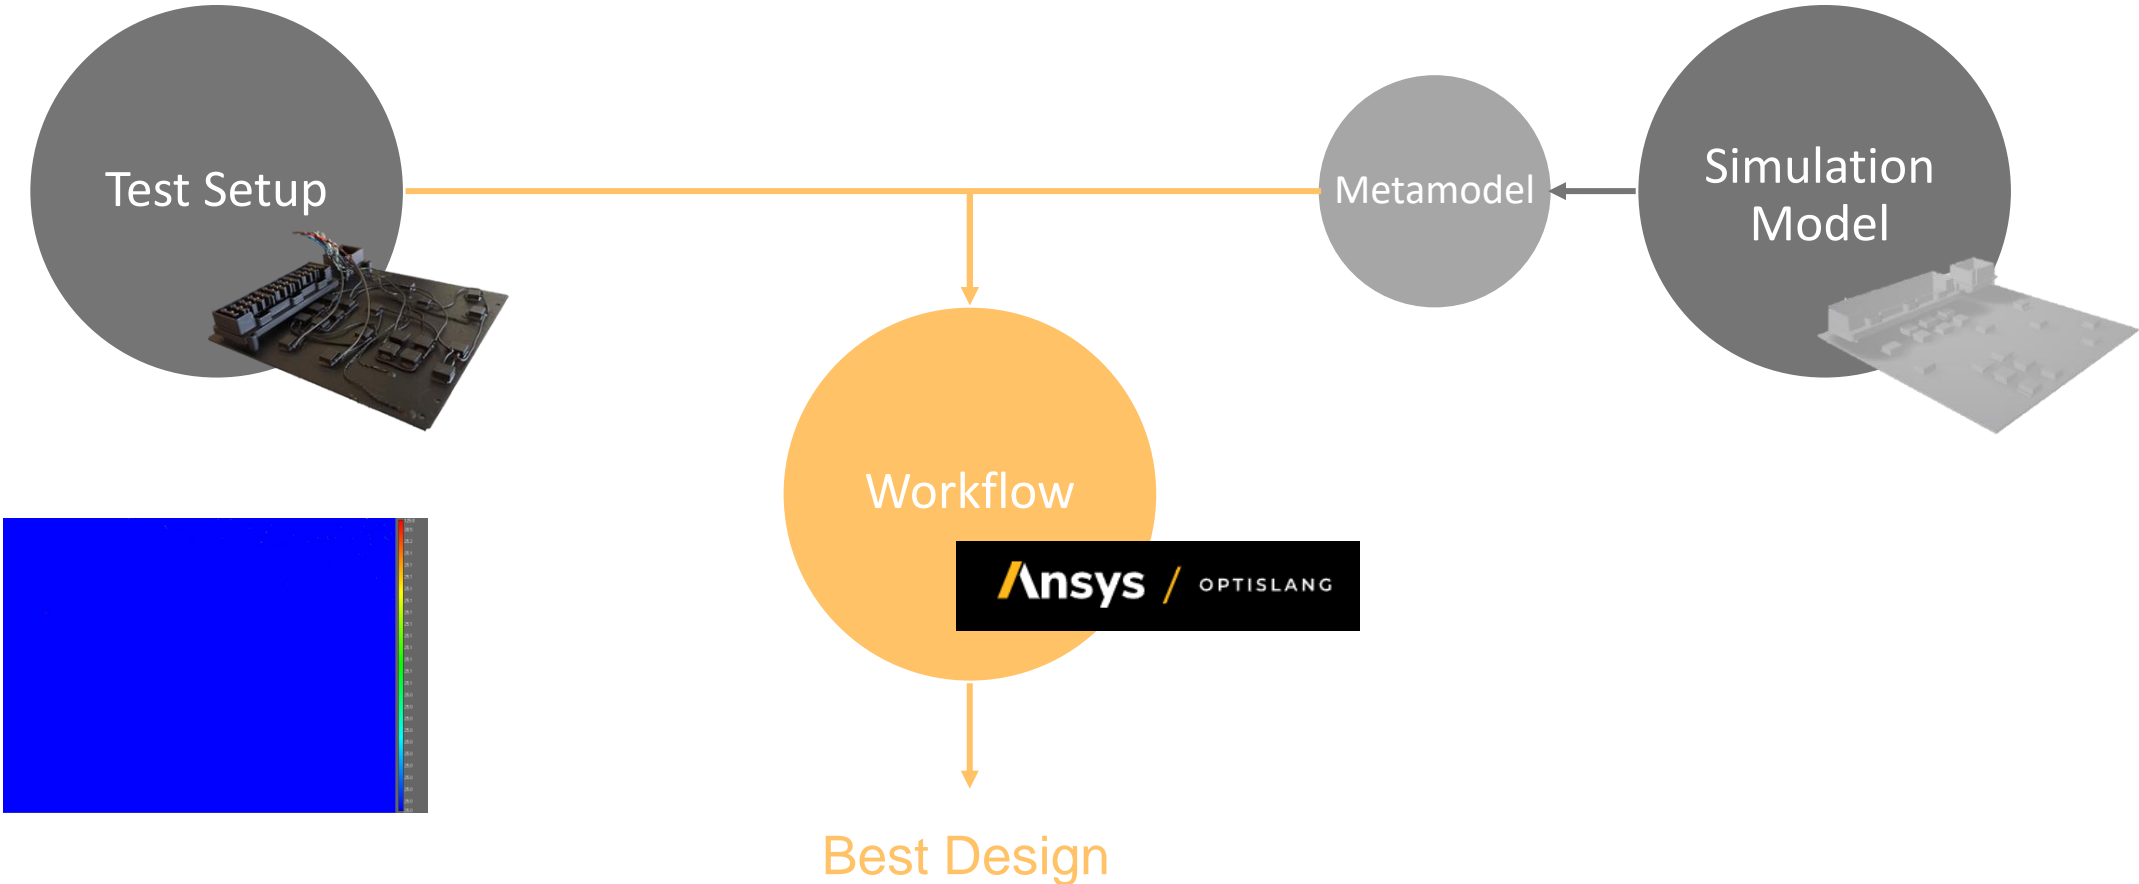 Test Setup
Metamodel
Simulation
Model
Workflow
Ansys / OPTISLANG
Best Design